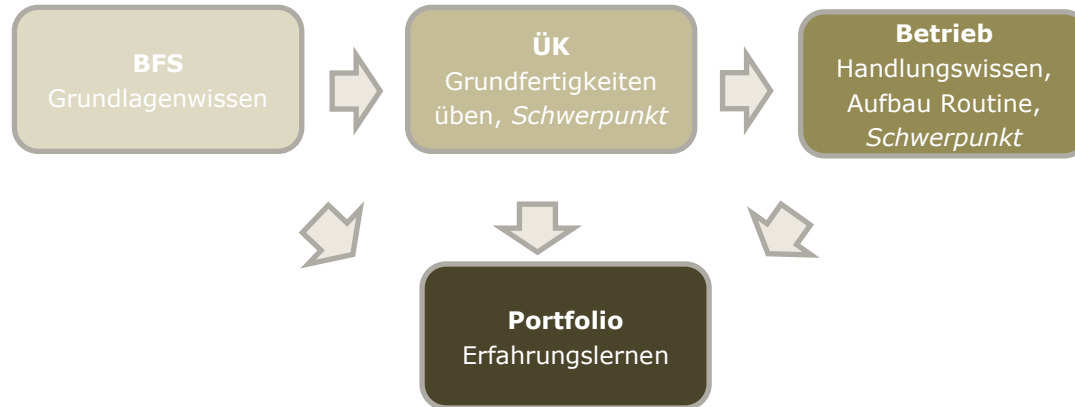 BFS
Grundlagenwissen
ÜK
Grundfertigkeiten
üben, Schwerpunkt
Betrieb
Handlungswissen,
Aufbau Routine,
Schwerpunkt
Portfolio
Erfahrungslernen